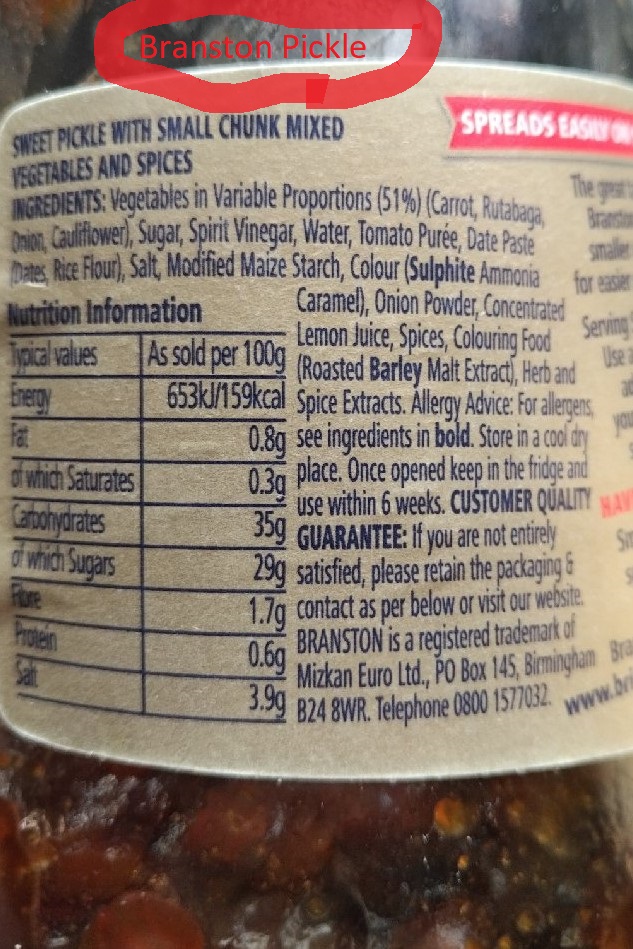 Branston Pickle
SWEET PICKLE WITH SMALL CHUNK MIXED
VEGETABLES AND SPICES
INGREDIENTS: Vegetables in Variable Proportions (51%) (Carrot, Rutabaga,
Onion, Cauliflower), Sugar, Spirit Vinegar, Water, Tomato Purée, Date Paste
(Dates, Rice Flour), Salt, Modified Maize Starch, Colour (Sulphite Ammonia
Caramel), Onion Powder, Concentrated
Lemon Juice, Spices, Colouring Food
(Roasted Barley Malt Extract), Herb and
Spice Extracts. Allergy Advice: For allergens,
see ingredients in bold. Store in a cool dry
place. Once opened keep in the fridge and
use within 6 weeks. CUSTOMER QUALITY
GUARANTEE: If you are not entirely
satisfied, please retain the packaging &
contact as per below or visit our website.
BRANSTON is a registered trademark of
Mizkan Euro Ltd., PO Box 145, Birmingham
B24 8WR. Telephone 0800 1577032.
Nutrition Information
Typical values As sold per 100g
Energy 653kJ/159kcal
Fat 0.8g
of which Saturates 0.3g
Carbohydrates 35g
of which Sugars 29g
Fibre 1.7g
Protein 0.6g
Salt 3.9g
SPREADS EASILY
The great
Branston
smaller
for easier
Serving
Use
www.br